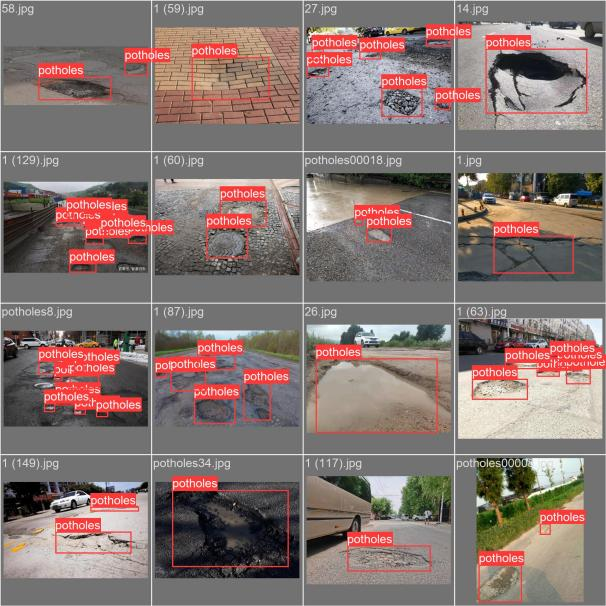 58.jpg
1 (59).jpg
27.jpg
14.jpg
potholes
potholes
potholes
potholes
potholes
potholes
potholes
potholes
potholes
potholes
1 (129).jpg
1 (60).jpg
potholes00018.jpg
1.jpg
potholes
potholes
potholes
potholes
potholes
potholes
potholes
potholes
potholes
potholes8.jpg
1 (87).jpg
26.jpg
1 (63).jpg
potholes
potholes
potholes
potholes
potholes
potholes
potholes
potholes
potholes
potholes
potholes
potholes
1 (149).jpg
potholes34.jpg
1 (117).jpg
potholes
potholes
potholes
potholes
potholes
potholes